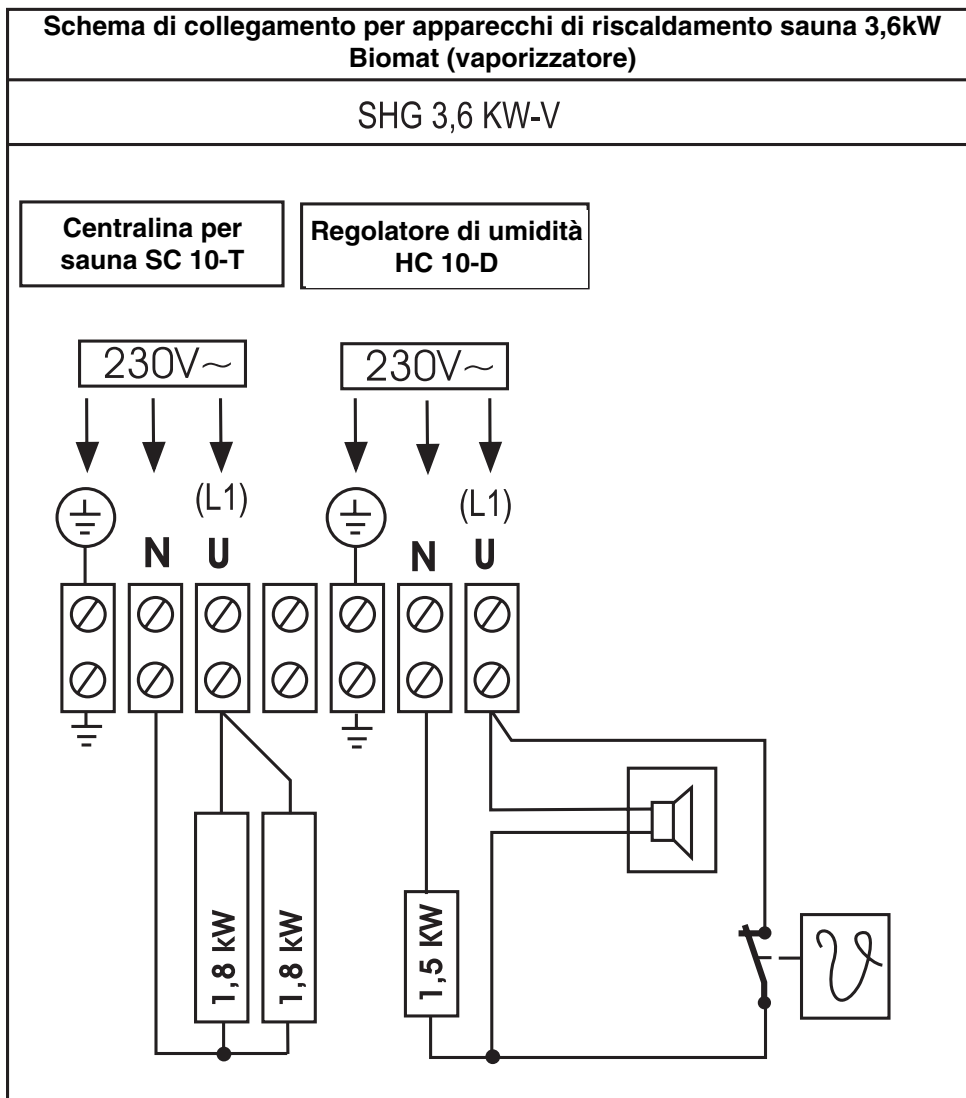 Schema di collegamento per apparecchi di riscaldamento sauna 3,6kW
Biomat (vaporizzatore)
SHG 3,6 KW-V
Centralina per
sauna SC 10-T
Regolatore di umidità
HC 10-D
230V~
230V~
(L1)
(L1)
N
U
N
U
1,8 kW
1,8 kW
1,5 KW
ϑ